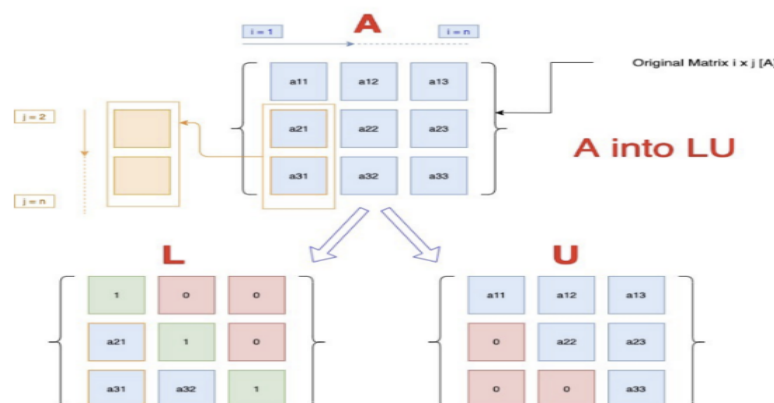 A
i = 1
i = n
Original Matrix i x j [A]
a11 a12 a13
j = 2
a21 a22 a23
A into LU
a31 a32 a33
j = n
L
U
1 0 0
a11 a12 a13
a21 1 0
0 a22 a23
a31 a32 1
0 0 a33